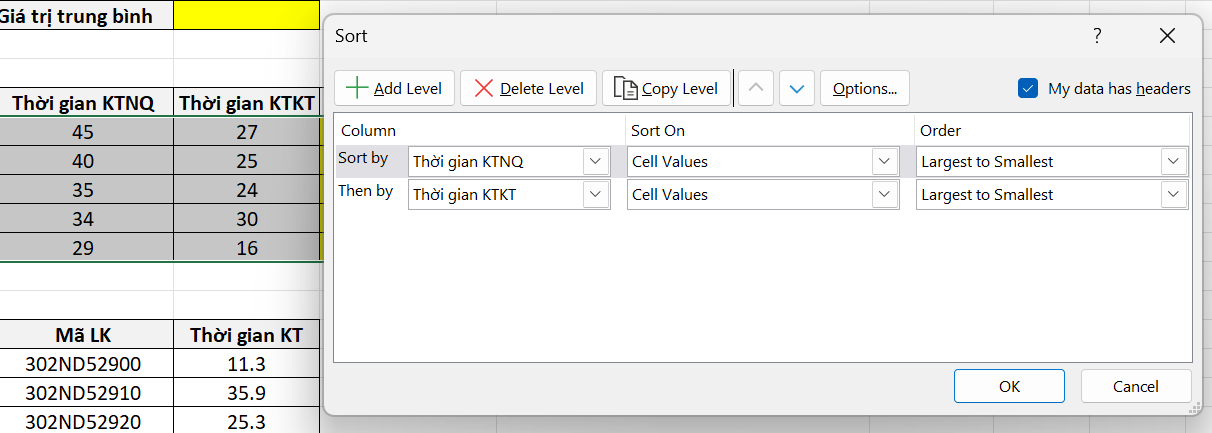 Giá trị trung bình
Sort
?
Add Level
Delete Level
Copy Level
Options...
My data has headers
Column
Sort On
Order
Sort by
Thời gian KTNQ
Cell Values
Largest to Smallest
Then by
Thời gian KTKT
Cell Values
Largest to Smallest
OK
Cancel
Thời gian KTNQ Thời gian KTKT
45 27
40 25
35 24
34 30
29 16
Mã LK Thời gian KT
302ND52900 11.3
302ND52910 35.9
302ND52920 25.3